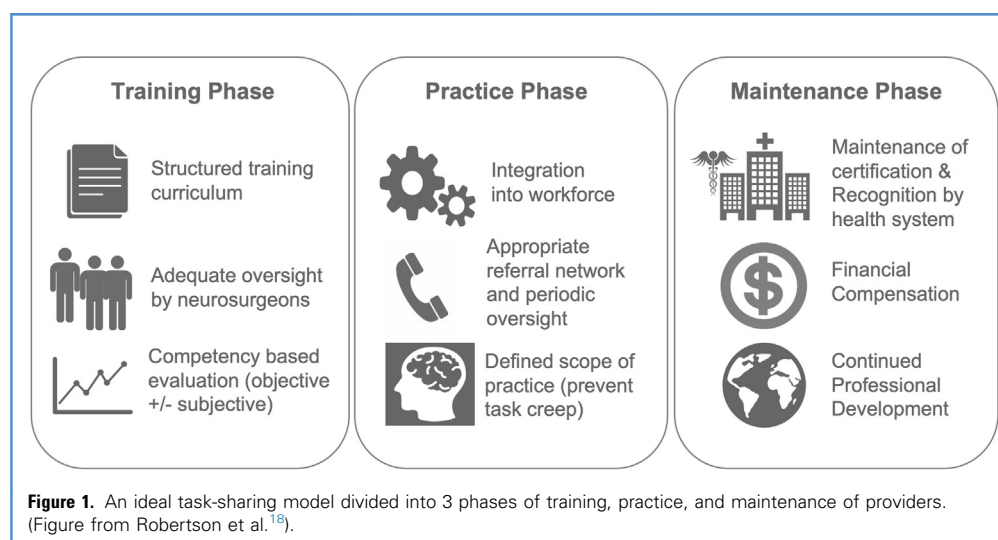 Training Phase
Structured training
curriculum
Adequate oversight
by neurosurgeons
Competency based
evaluation (objective
+/- subjective)
Practice Phase
Integration
into workforce
Appropriate
referral network
and periodic
oversight
Defined scope of
practice (prevent
task creep)
Maintenance Phase
Maintenance of
certification &
Recognition by
health system
$
Financial
Compensation
Continued
Professional
Development
Figure 1. An ideal task-sharing model divided into 3 phases of training, practice, and maintenance of providers.
(Figure from Robertson et al.18).